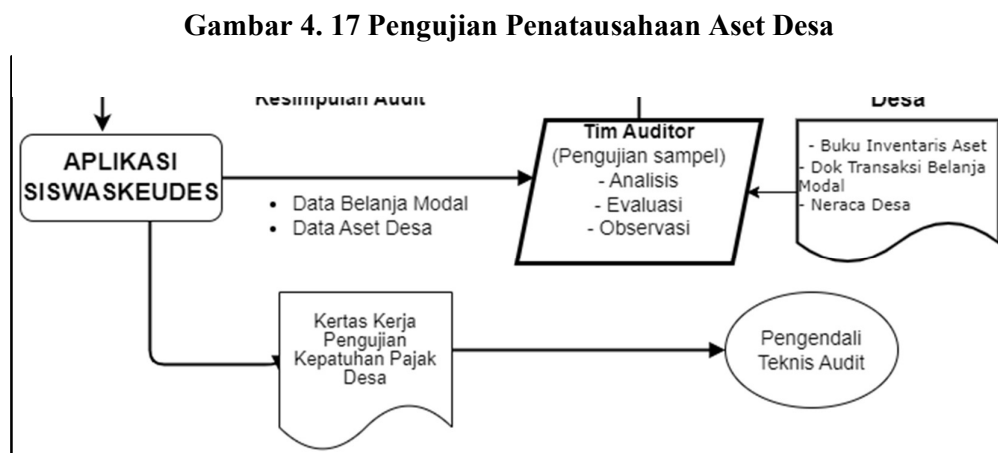 Gambar 4. 17 Pengujian Penatausahaan Aset Desa
Kesimpulan Audit
Desa
APLIKASI
SISWASKEUDES
• Data Belanja Modal
• Data Aset Desa
Tim Auditor
(Pengujian sampel)
- Analisis
- Evaluasi
- Observasi
- Buku Inventaris Aset
- Dok Transaksi Belanja
Modal
- Neraca Desa
Kertas Kerja
Pengujian
Kepatuhan Pajak
Desa
Pengendali
Teknis Audit